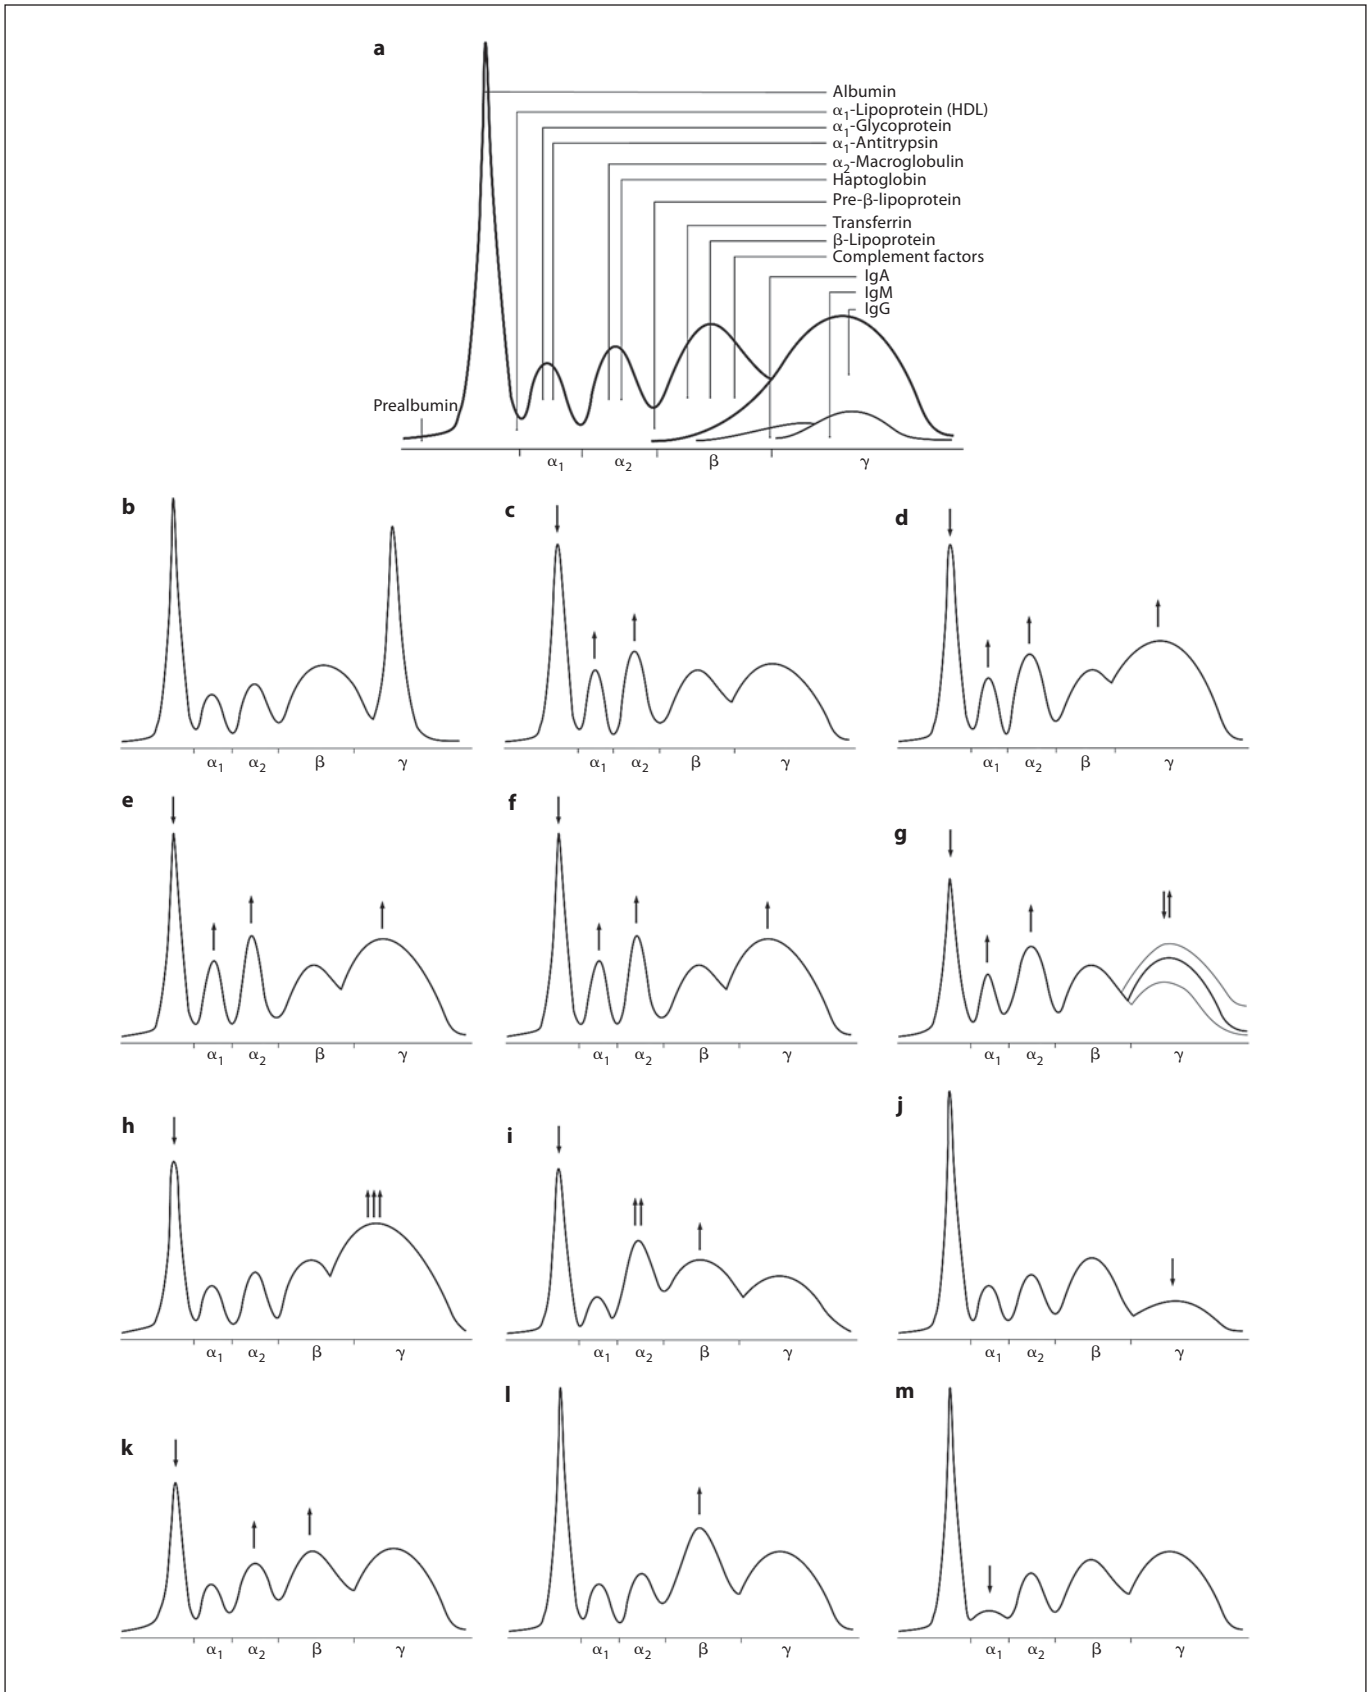 a
Albumin
α1-Lipoprotein (HDL)
α1-Glycoprotein
α1-Antitrypsin
α2-Macroglobulin
Haptoglobin
Pre-β-lipoprotein
Transferrin
β-Lipoprotein
Complement factors
IgA
IgM
IgG
Prealbumin
α1 α2 β γ
b c d
α1 α2 β γ α1 α2 β γ α1 α2 β γ
e f g
α1 α2 β γ α1 α2 β γ α1 α2 β γ
h i j
α1 α2 β γ α1 α2 β γ α1 α2 β γ
k l m
α1 α2 β γ α1 α2 β γ α1 α2 β γ